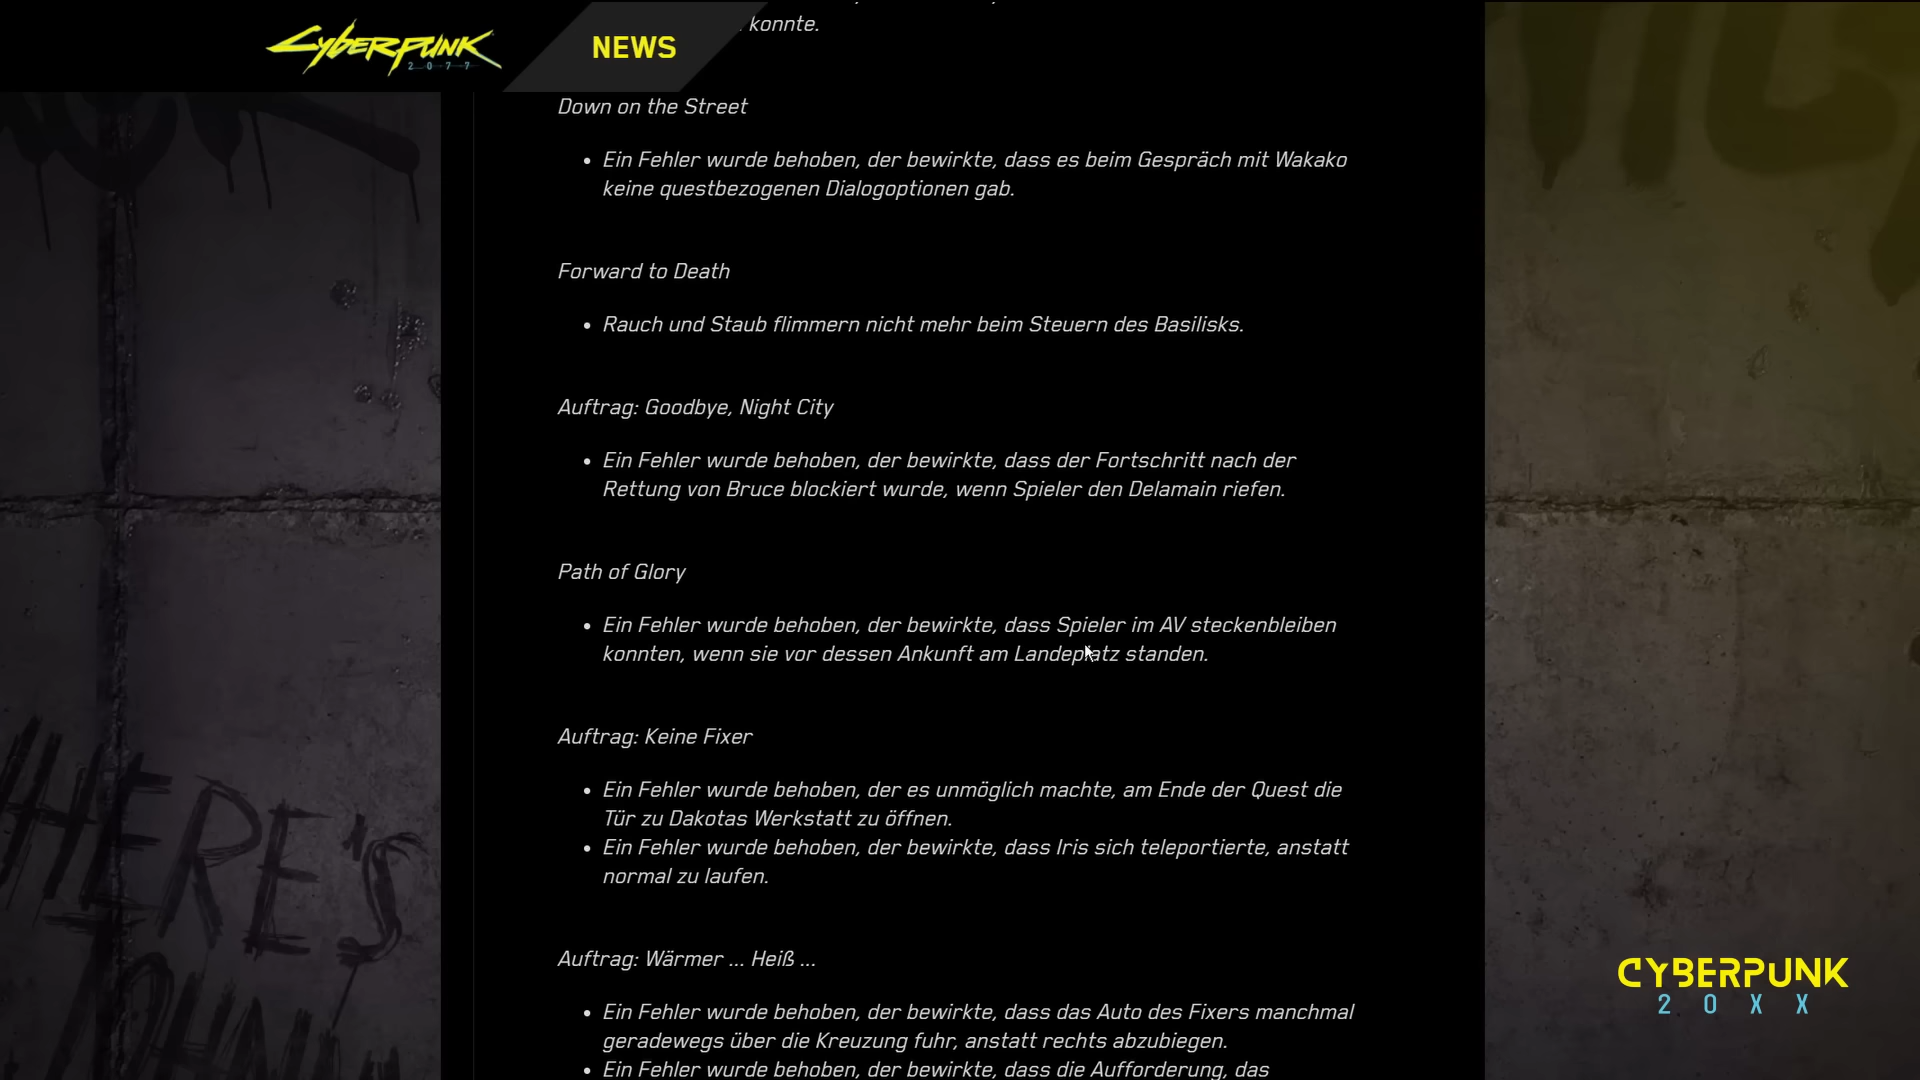 konnte.
CYBERPUNK
2077
NEWS
Down on the Street
• Ein Fehler wurde behoben, der bewirkte, dass es beim Gespräch mit Wakako
keine questbezogenen Dialogoptionen gab.
Forward to Death
• Rauch und Staub flimmern nicht mehr beim Steuern des Basilisks.
Auftrag: Goodbye, Night City
• Ein Fehler wurde behoben, der bewirkte, dass der Fortschritt nach der
Rettung von Bruce blockiert wurde, wenn Spieler den Delamain riefen.
Path of Glory
• Ein Fehler wurde behoben, der bewirkte, dass Spieler im AV steckenbleiben
konnten, wenn sie vor dessen Ankunft am Landeplatz standen.
Auftrag: Keine Fixer
• Ein Fehler wurde behoben, der es unmöglich machte, am Ende der Quest die
Tür zu Dakotas Werkstatt zu öffnen.
• Ein Fehler wurde behoben, der bewirkte, dass Iris sich teleportierte, anstatt
normal zu laufen.
Auftrag: Wärmer ... Heiß ...
• Ein Fehler wurde behoben, der bewirkte, dass das Auto des Fixers manchmal
geradewegs über die Kreuzung fuhr, anstatt rechts abzubiegen.
• Ein Fehler wurde behoben, der bewirkte, dass die Aufforderung, das
HERE'S
CYBERPUNK
20XX